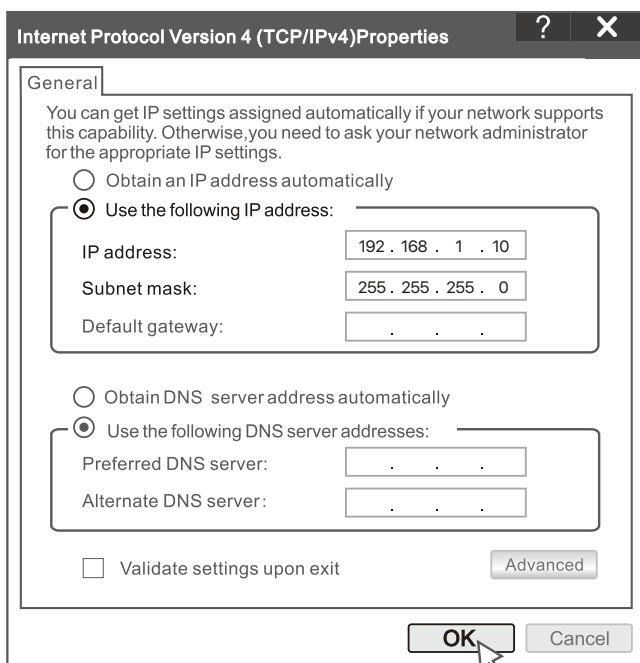 Internet Protocol Version 4 (TCP/IPv4)Properties
? X
General
You can get IP settings assigned automatically if your network supports
this capability. Otherwise,you need to ask your network administrator
for the appropriate IP settings.
Obtain an IP address automatically
Use the following IP address:
IP address: 192 . 168 . 1 . 10
Subnet mask: 255 . 255 . 255 . 0
Default gateway: . . .
Obtain DNS server address automatically
Use the following DNS server addresses:
Preferred DNS server: . . .
Alternate DNS server: . . .
Validate settings upon exit Advanced
OK Cancel